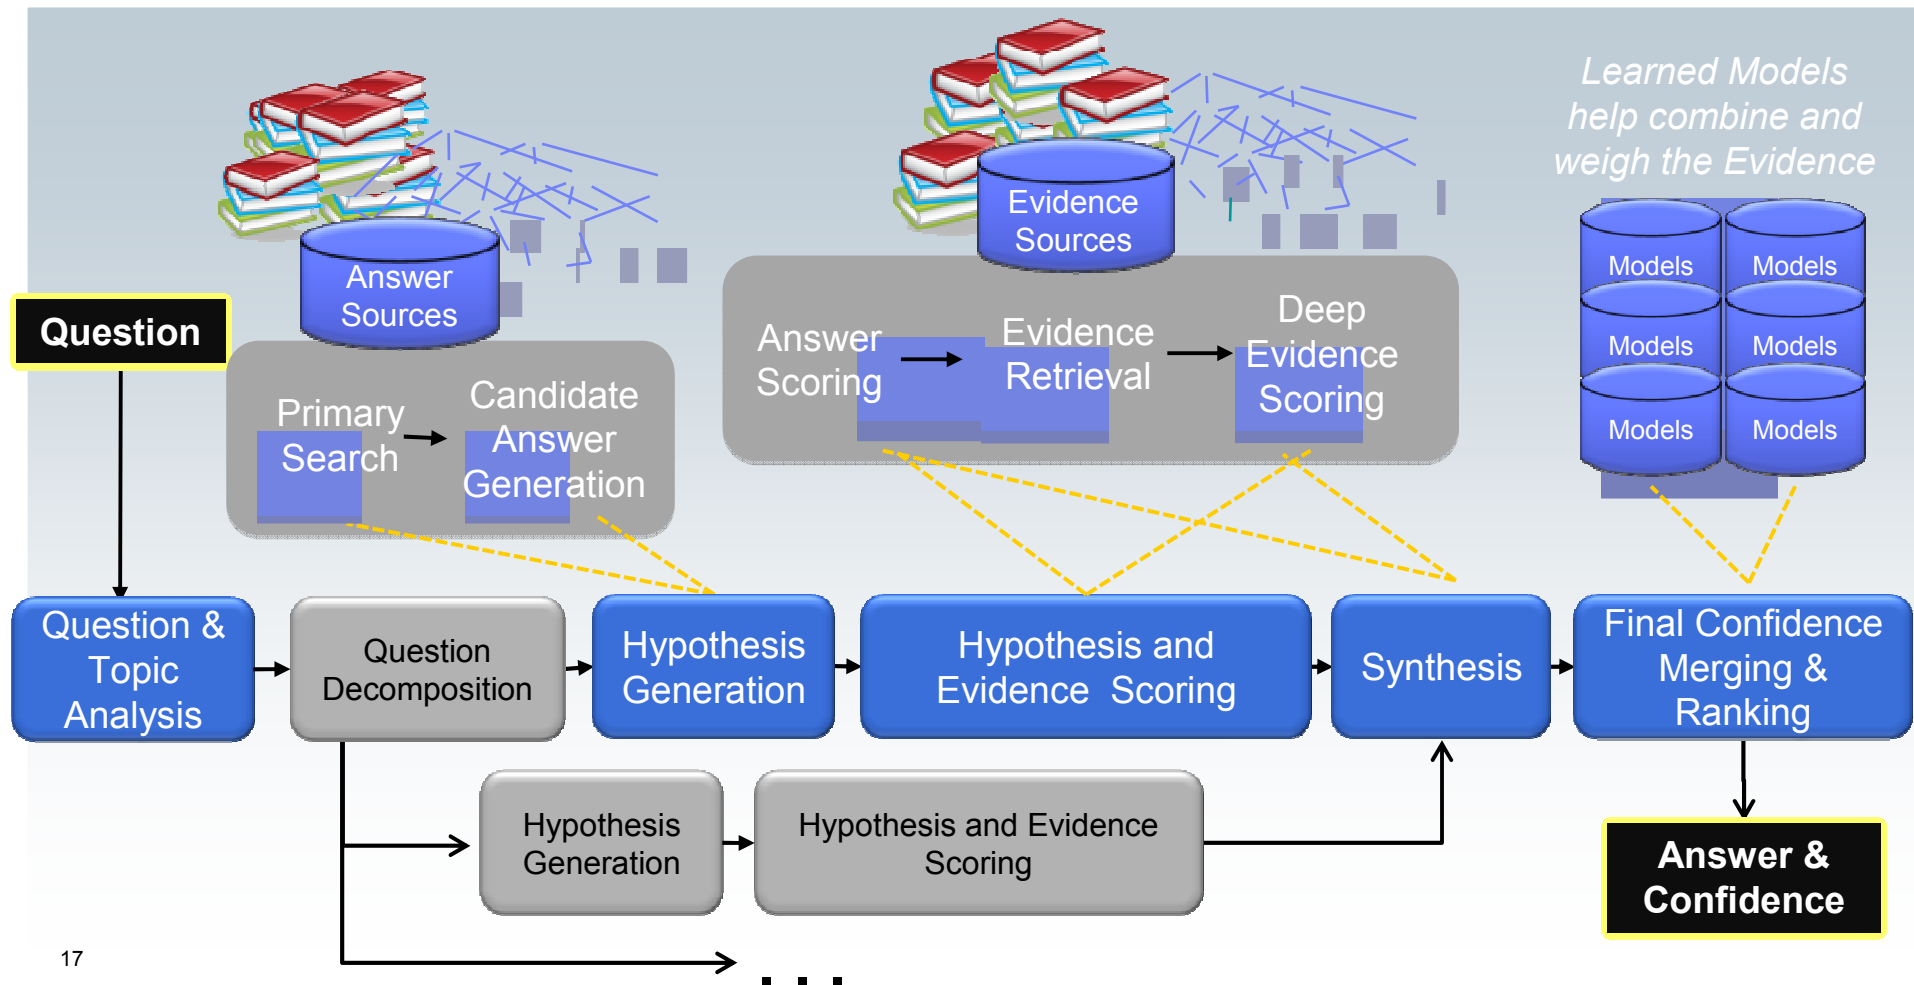 Learned Models
help combine and
weigh the Evidence
Evidence
Sources
Answer
Sources
Models
Models
Models
Models
Models
Models
Question
Primary
Search
Candidate
Answer
Generation
Answer
Scoring
Evidence
Retrieval
Deep
Evidence
Scoring
Question &
Topic
Analysis
Question
Decomposition
Hypothesis
Generation
Hypothesis and
Evidence Scoring
Synthesis
Final Confidence
Merging &
Ranking
Hypothesis
Generation
Hypothesis and Evidence
Scoring
Answer &
Confidence
17
. . .